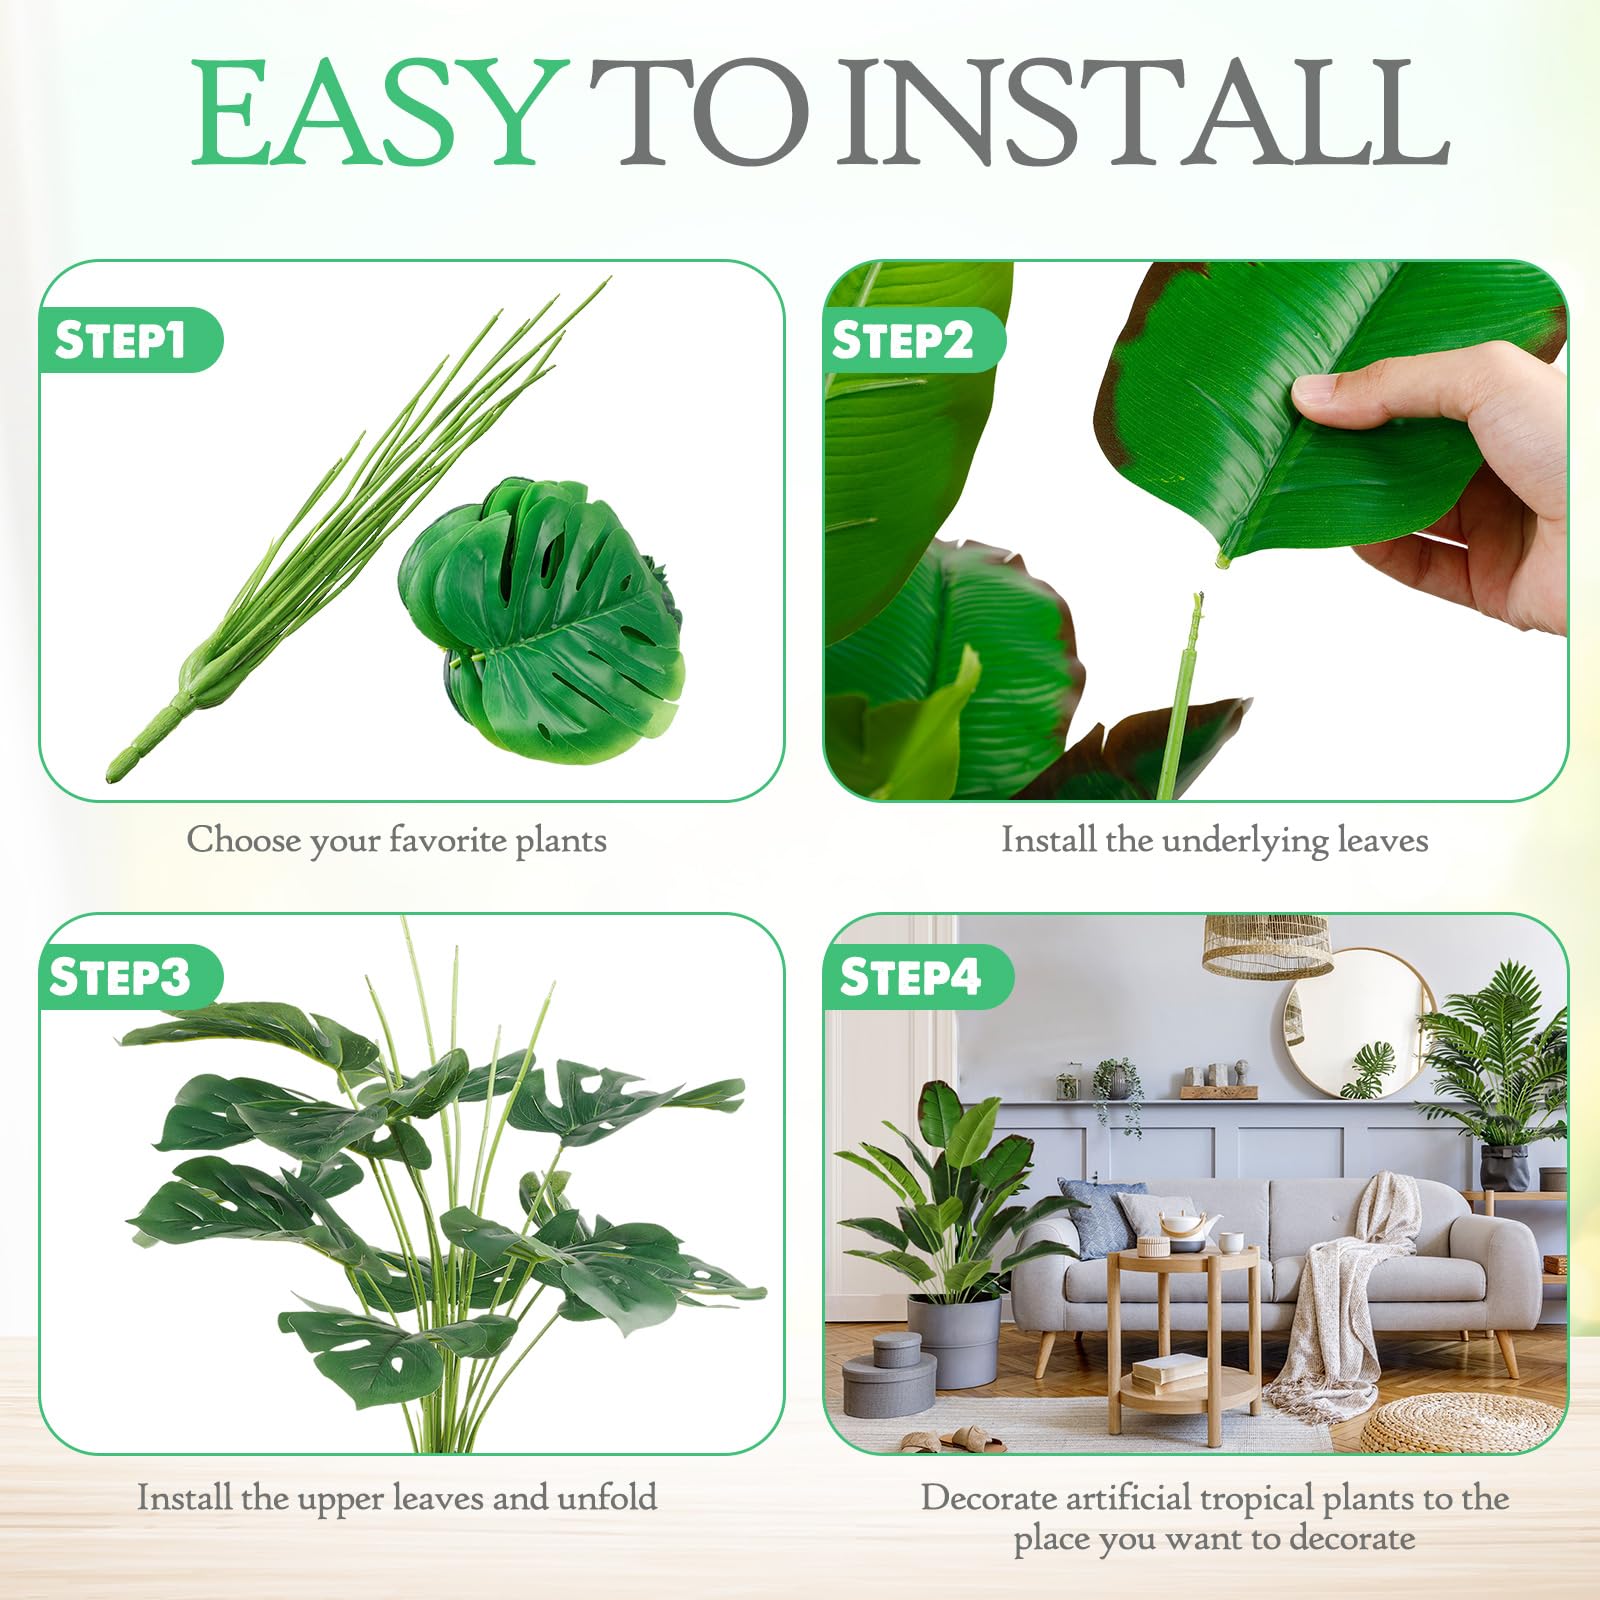 EASY TO INSTALL
STEP1
STEP2
Choose your favorite plants
Install the underlying leaves
STEP3
STEP4
Install the upper leaves and unfold
Decorate artificial tropical plants to the
place you want to decorate